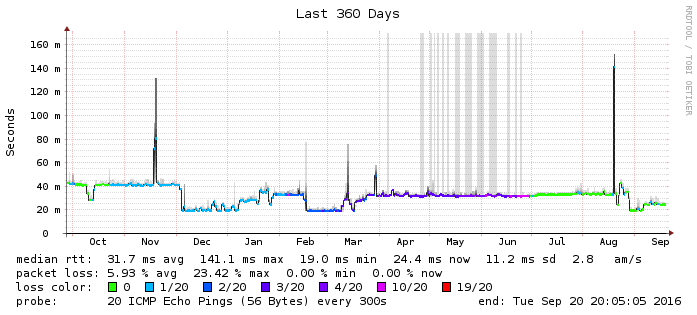 Last 360 Days
RRDTOOL / TOBI OETIKER
Seconds
160 m
140 m
120 m
100 m
80 m
60 m
40 m
20 m
0
Oct Nov Dec Jan Feb Mar Apr May Jun Jul Aug Sep
median rtt: 31.7 ms avg 141.1 ms max 19.0 ms min 24.4 ms now 11.2 ms sd 2.8 am/s
packet loss: 5.93 % avg 23.42 % max 0.00 % min 0.00 % now
loss color: 0 1/20 2/20 3/20 4/20 10/20 19/20
probe: 20 ICMP Echo Pings (56 Bytes) every 300s end: Tue Sep 20 20:05:05 2016